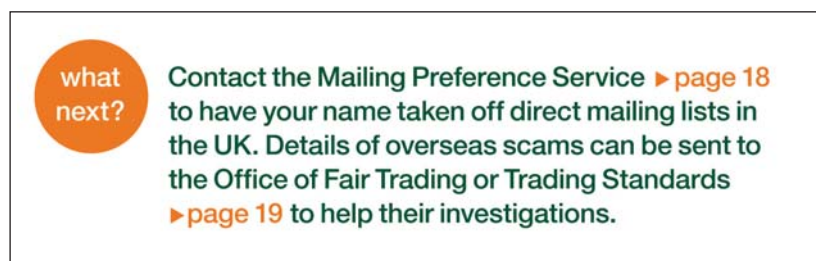 what
next?
Contact the Mailing Preference Service ▶ page 18
to have your name taken off direct mailing lists in
the UK. Details of overseas scams can be sent to
the Office of Fair Trading or Trading Standards
▶page 19 to help their investigations.